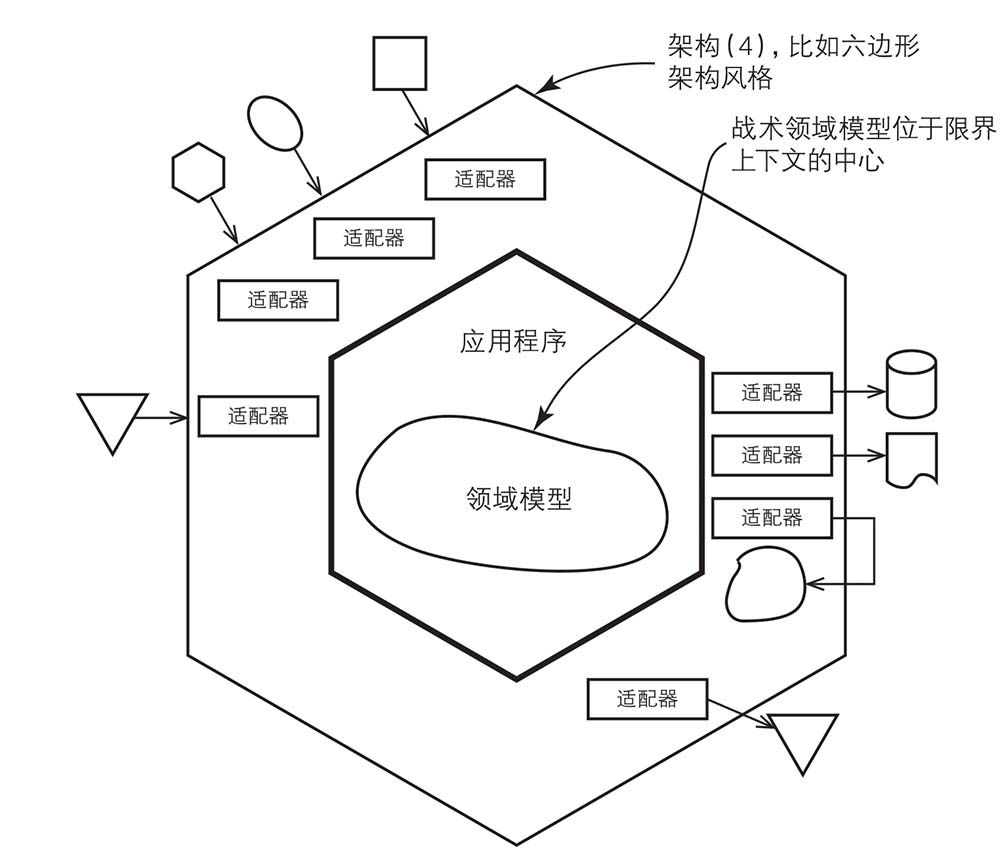 架构(4)，比如六边形
架构风格
战术领域模型位于限界
上下文的中心
适配器
适配器
适配器
应用程序
适配器
适配器
适配器
领域模型
适配器
适配器